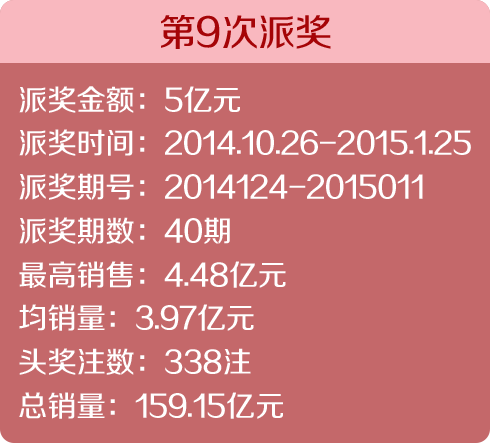 第9次派奖
派奖金额：5亿元
派奖时间：2014.10.26-2015.1.25
派奖期号：2014124-2015011
派奖期数：40期
最高销售：4.48亿元
均销量：3.97亿元
头奖注数：338注
总销量：159.15亿元